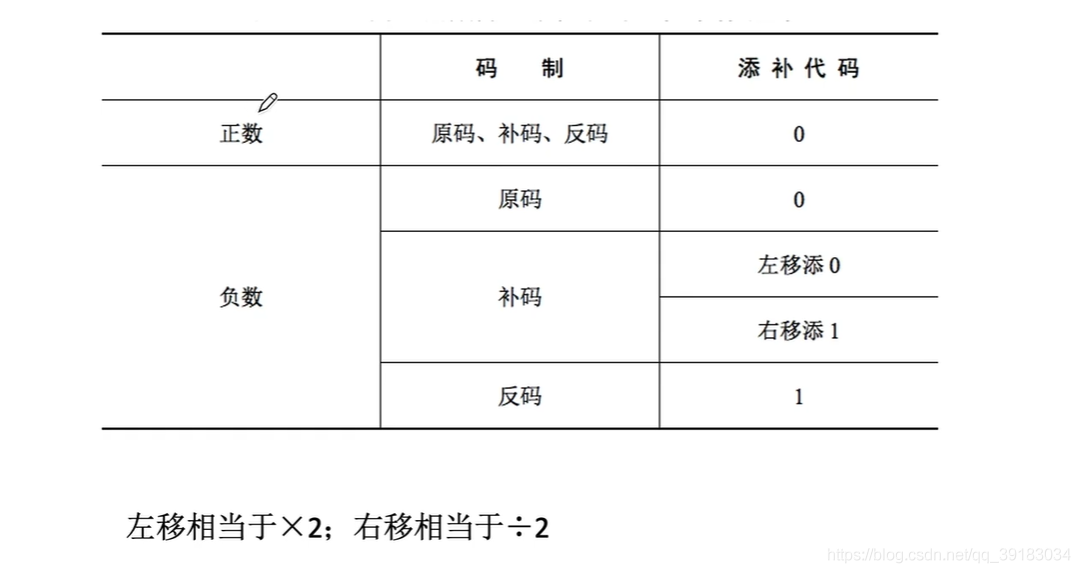 码 制 添补代码
正数 原码、补码、反码 0
原码 0
左移添 0
负数 补码
右移添 1
反码 1
左移相当于×2；右移相当于÷2
https://blog.csdn.net/qq_39183034